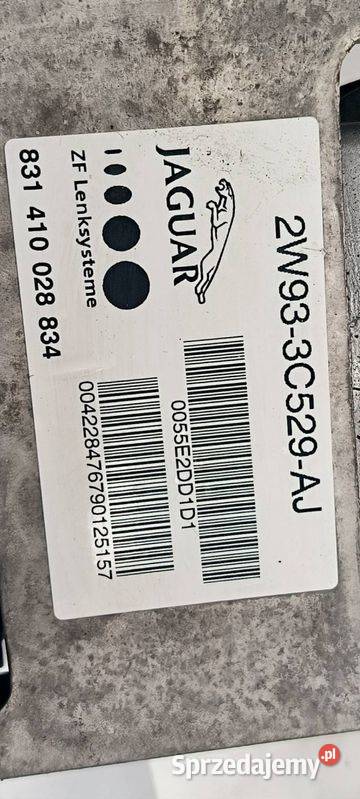 2W93-3C529-AJ
JAGUAR
0055E2DD1D1
ZF Lenksysteme
00422847679012515​7
831 410 028 834
Sprzedajemy.pl